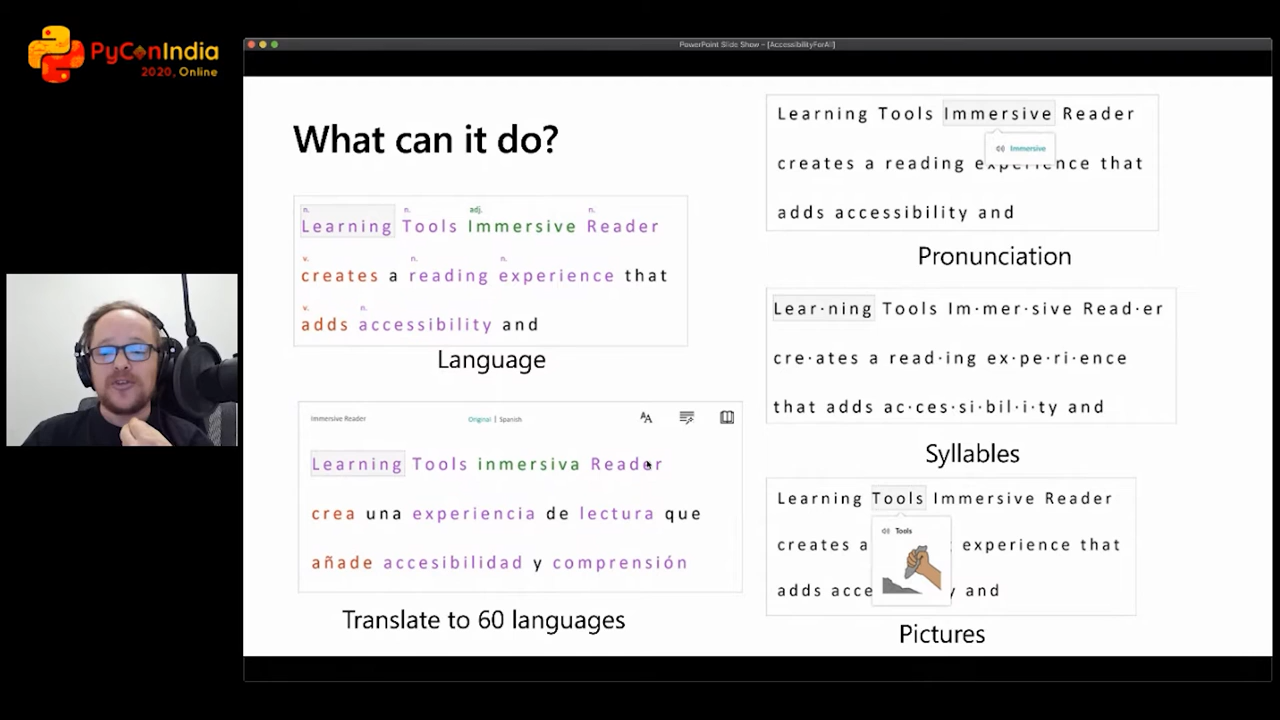 PyConIndia
2020, Online
PowerPoint Slide Show – [AccessibilityForAll]
What can it do?
n. n. adj. n.
Learning Tools Immersive Reader
v. n. n.
creates a reading experience that
v. n.
adds accessibility and
Language
Immersive Reader Original | Spanish
Learning Tools inmersiva Reader
crea una experiencia de lectura que
añade accesibilidad y comprensión
Translate to 60 languages
Learning Tools Immersive Reader
Immersive
creates a reading experience that
adds accessibility and
Pronunciation
Lear·ning Tools Im·mer·sive Read·er
cre·ates a read·ing ex·pe·ri·ence
that adds ac·ces·si·bil·i·ty and
Syllables
Learning Tools Immersive Reader
Tools
creates a experience that
adds acce y and
Pictures